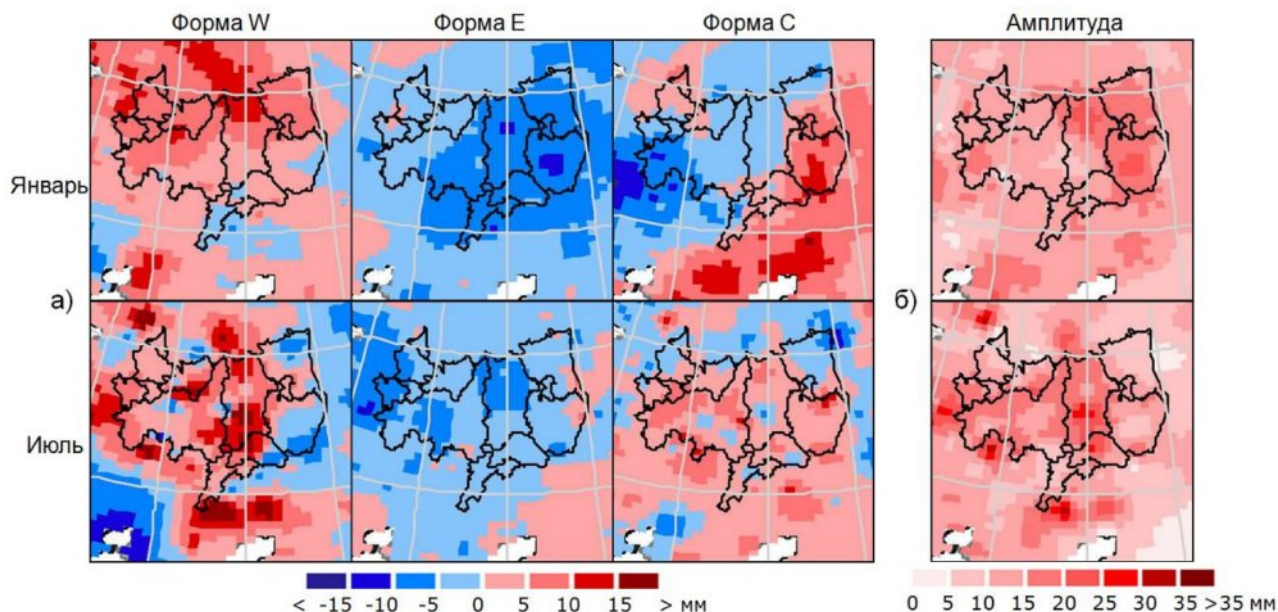 Форма W Форма Е Форма С Амплитуда
Январь
а) б)
Июль
< -15 -10 -5 0 5 10 15 > мм
0 5 10 15 20 25 30 35 >35 мм